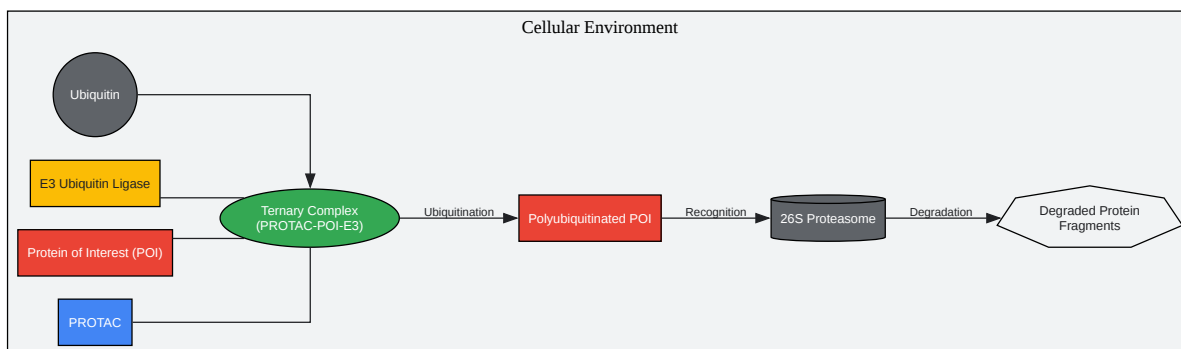 Cellular Environment
Ubiquitin
E3 Ubiquitin Ligase
Protein of Interest (POI)
PROTAC
Ternary Complex
(PROTAC-POI-E3)
Ubiquitination
Polyubiquitinated POI
Recognition
26S Proteasome
Degradation
Degraded Protein
Fragments